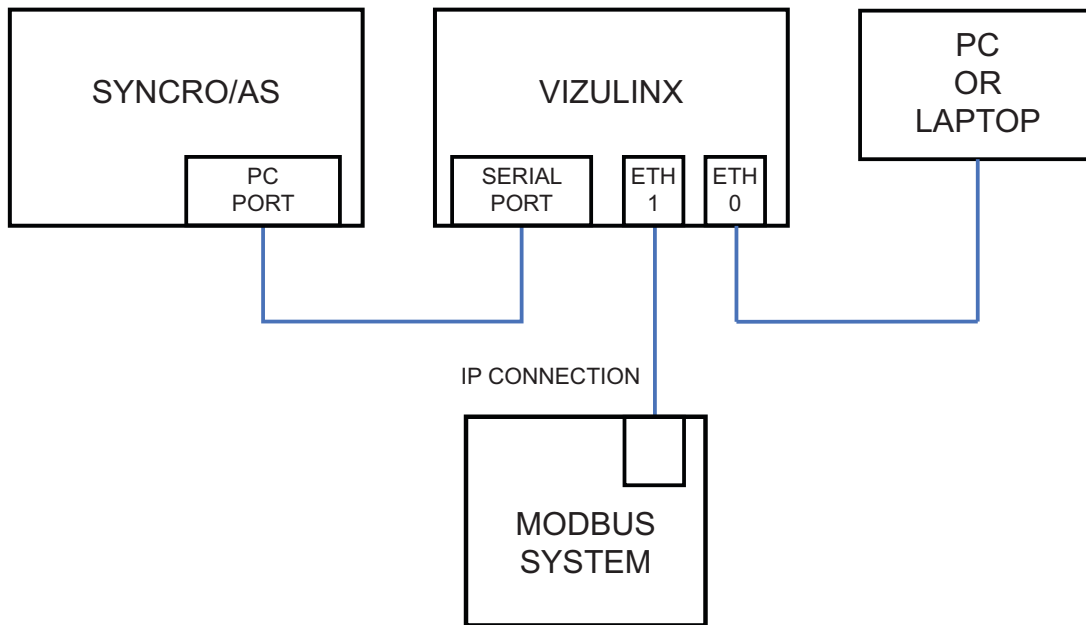 SYNCRO/AS
PC
PORT
VIZULINX
SERIAL
PORT
ETH
1
ETH
0
PC
OR
LAPTOP
IP CONNECTION
MODBUS
SYSTEM